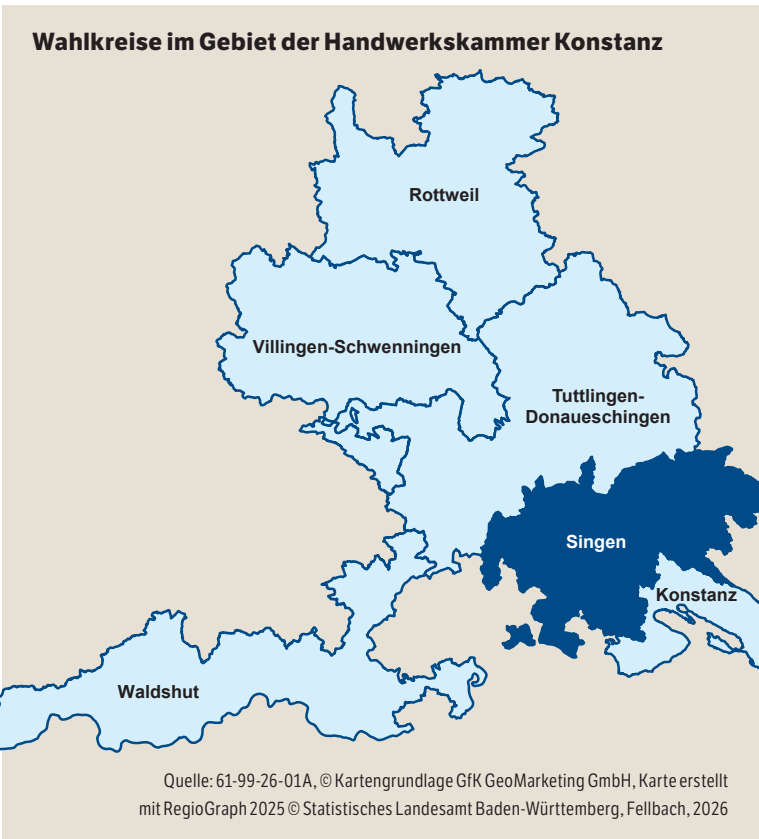 Wahlkreise im Gebiet der Handwerkskammer Konstanz
Rottweil
Villingen-Schwenningen
Tuttlingen-
Donaueschingen
Singen
Konstanz
Waldshut
Quelle: 61-99-26-01A, © Kartengrundlage GfK GeoMarketing GmbH, Karte erstellt
mit RegioGraph 2025 © Statistisches Landesamt Baden-Württemberg, Fellbach, 2026